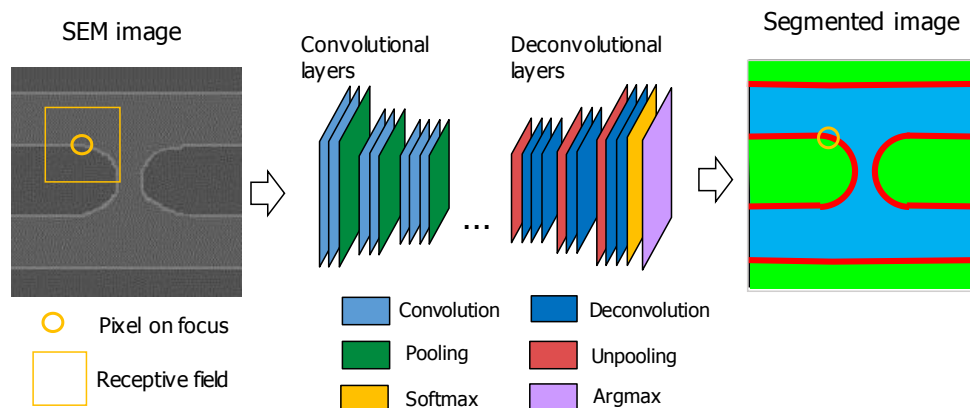 SEM image
Convolutional
layers
Deconvolutional
layers
Segmented image
...
Pixel on focus
Receptive field
Convolution
Deconvolution
Pooling
Unpooling
Softmax
Argmax